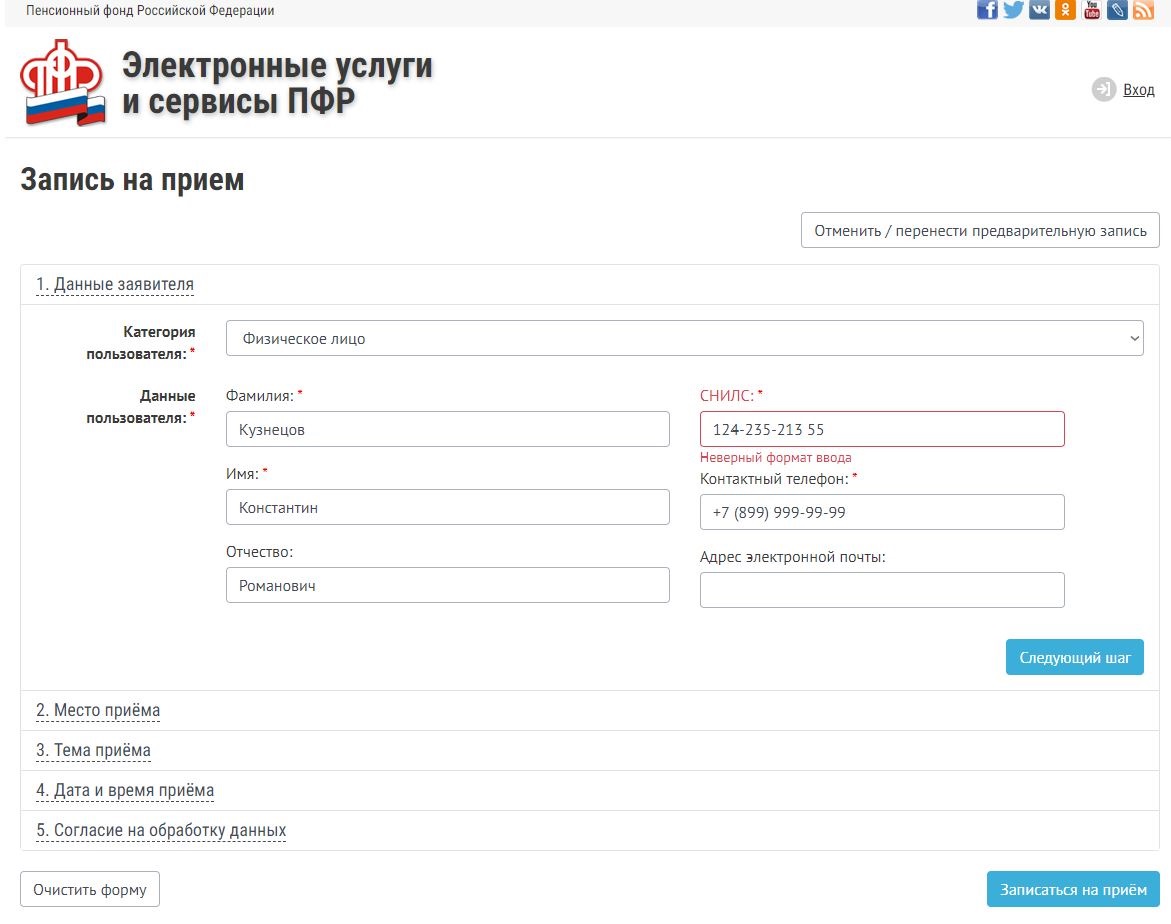 Пенсионный фонд Российской Федерации
Электронные услуги
и сервисы ПФР
Вход
Запись на прием
Отменить / перенести предварительную запись
1. Данные заявителя
Категория
пользователя: *
Физическое лицо
Данные
пользователя: *
Фамилия: *
Кузнецов
Имя: *
Константин
Отчество:
Романович
СНИЛС: *
124-235-213 55
Неверный формат ввода
Контактный телефон: *
+7 (899) 999-99-99
Адрес электронной почты:
Следующий шаг
2. Место приёма
3. Тема приёма
4. Дата и время приёма
5. Согласие на обработку данных
Очистить форму
Записаться на приём